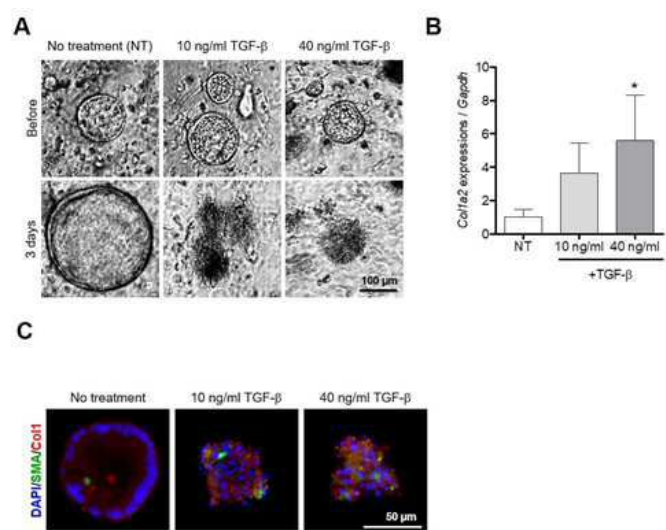 A
No treatment (NT)
10 ng/ml TGF-β
40 ng/ml TGF-β
Before
3 days
100 µm
B
Col1a2 expressions / Gapdh
10
8
6
4
2
0
*
NT
10 ng/ml
40 ng/ml
+TGF-β
C
No treatment
10 ng/ml TGF-β
40 ng/ml TGF-β
DAPI/SMA/Col1
50 µm